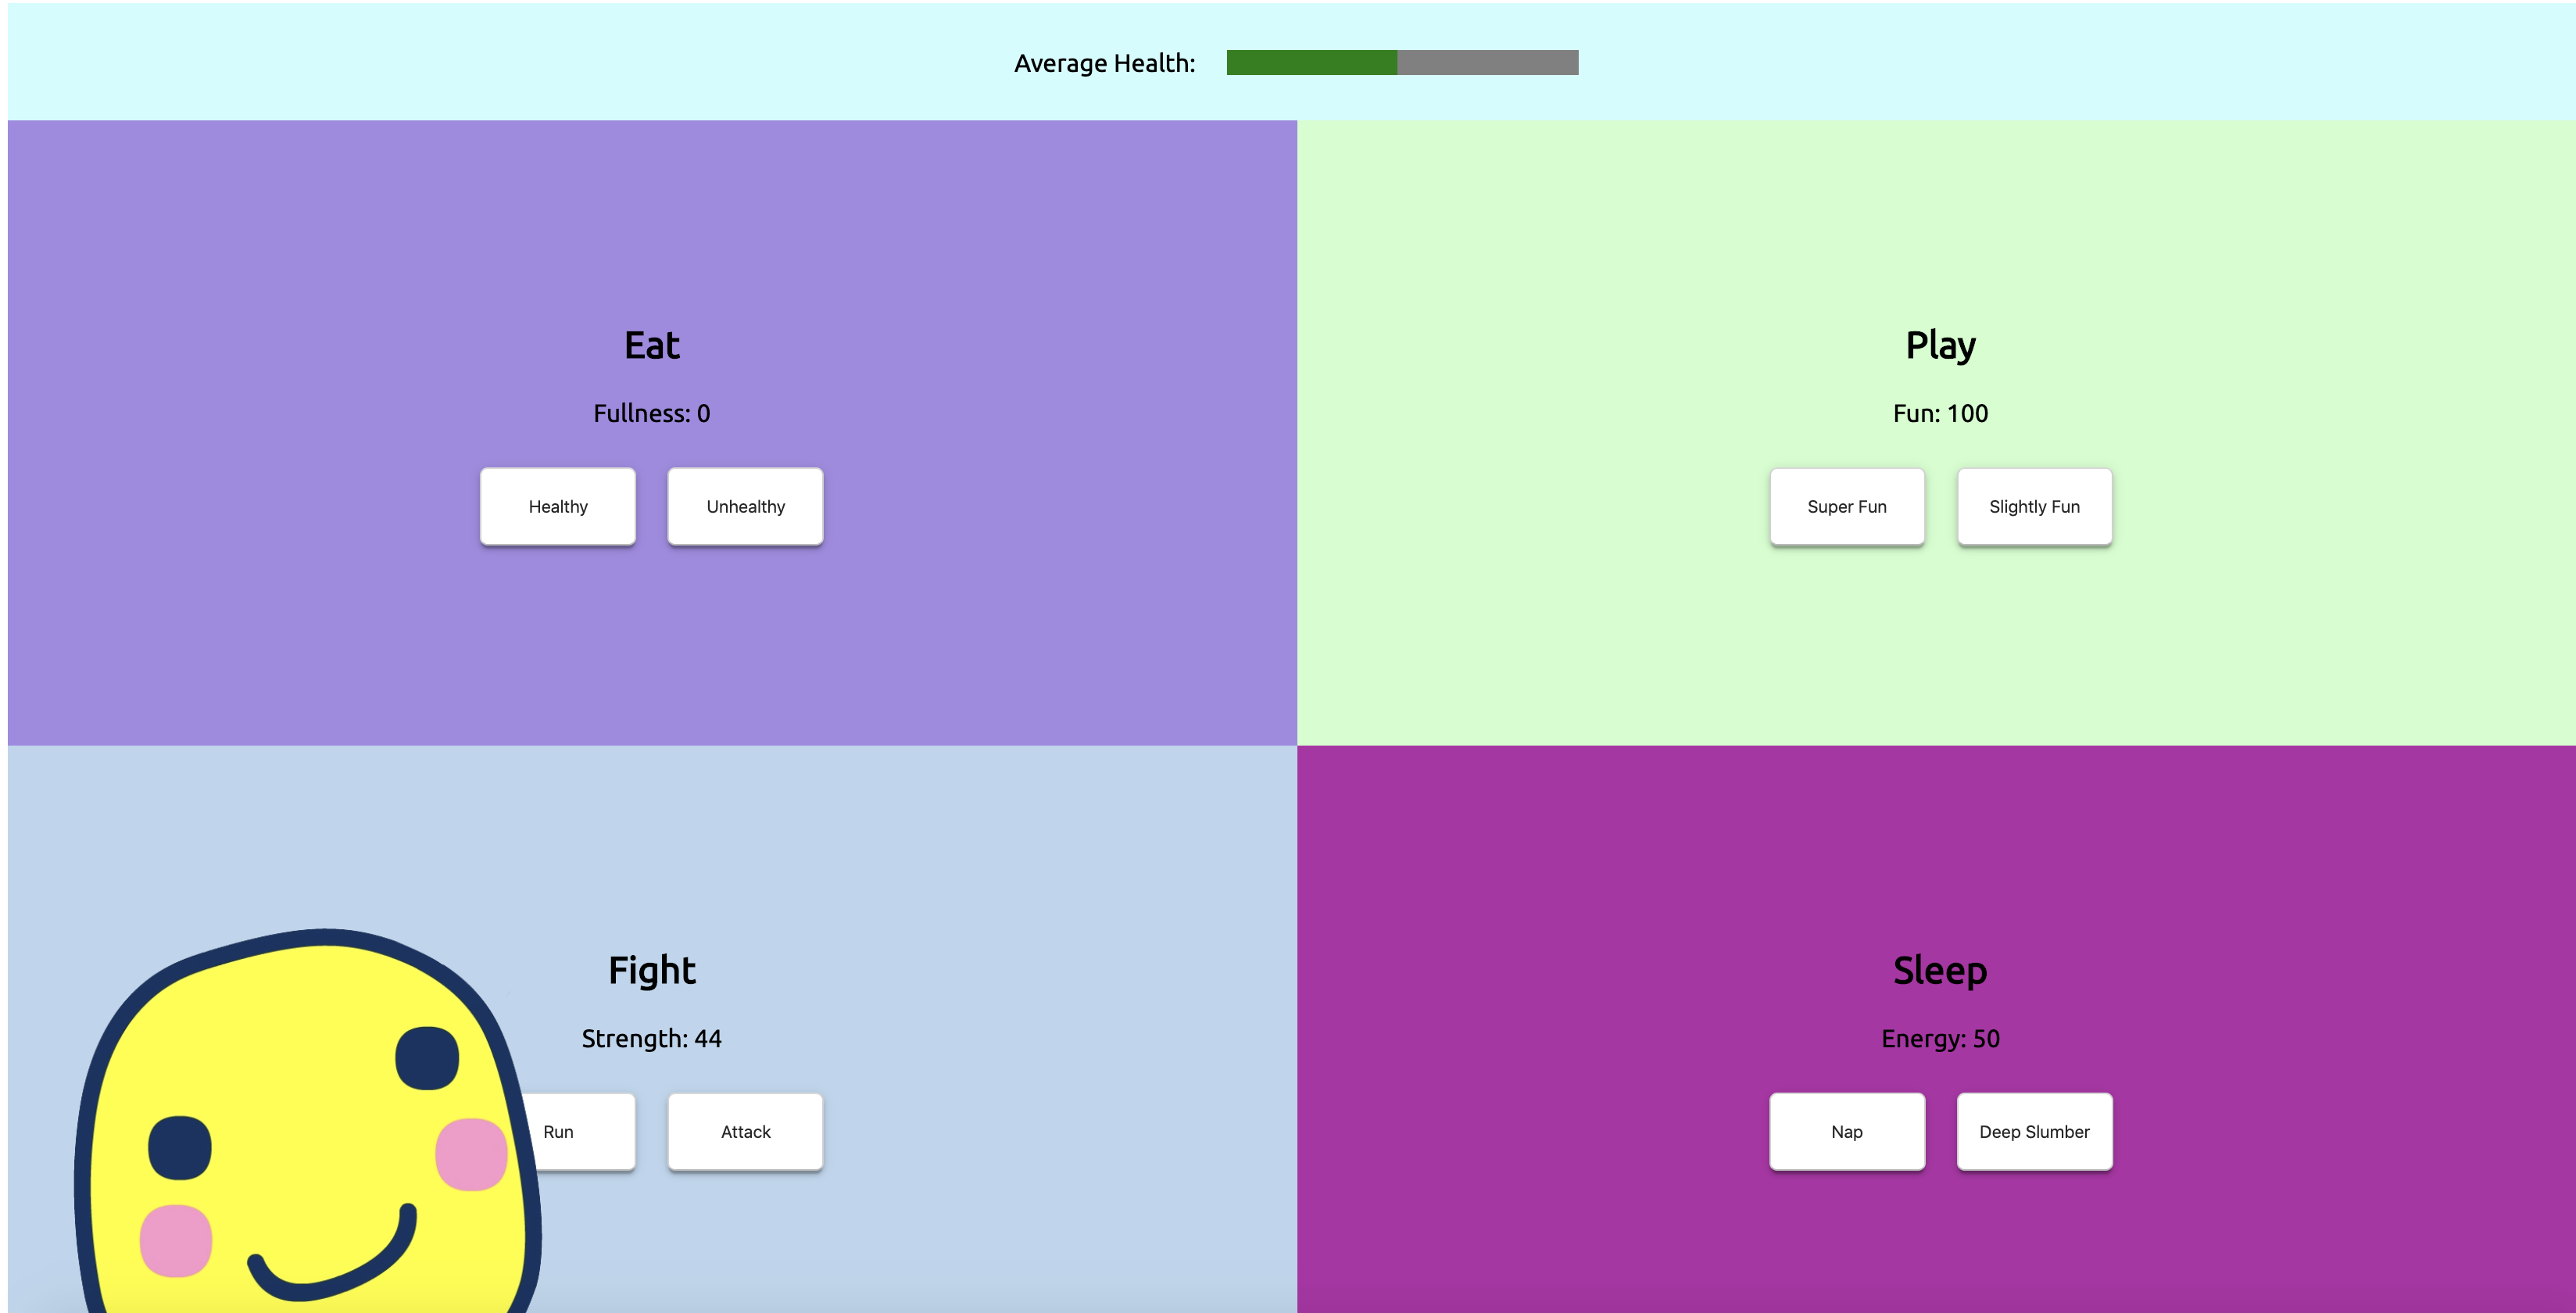 Average Health:
Eat
Fullness: 0
Healthy
Unhealthy
Play
Fun: 100
Super Fun
Slightly Fun
Fight
Strength: 44
Run
Attack
Sleep
Energy: 50
Nap
Deep Slumber